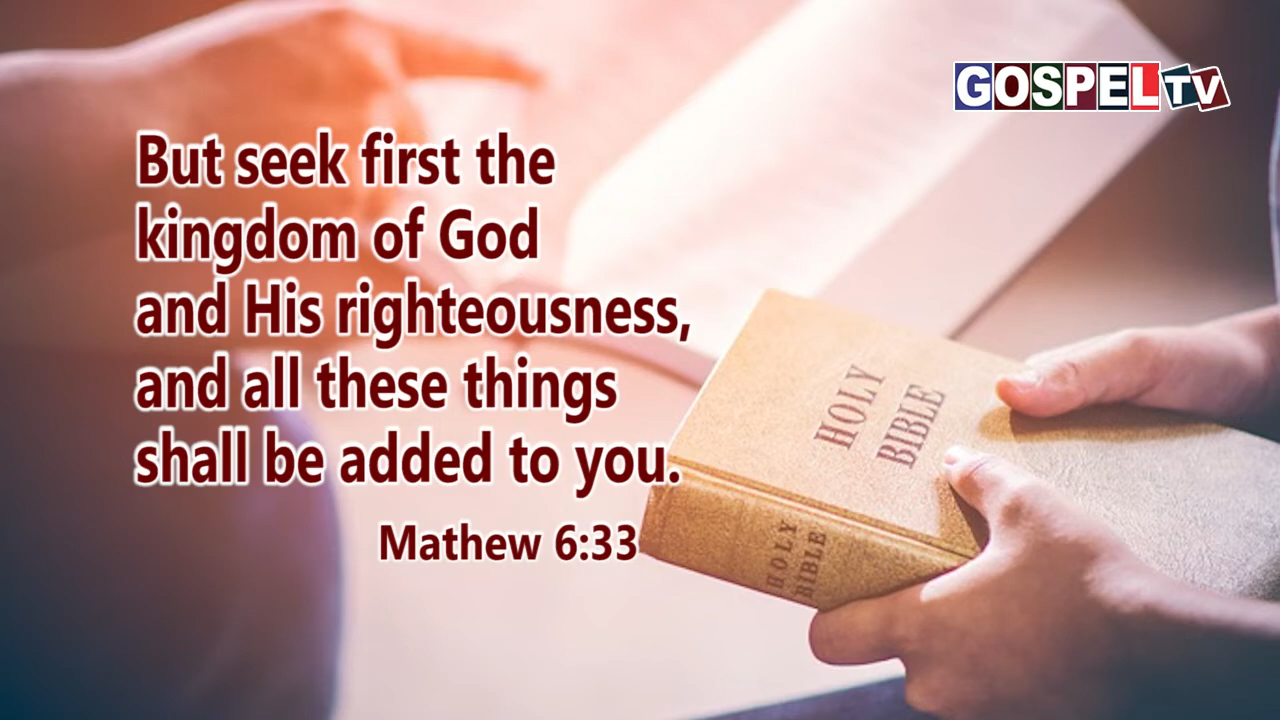 GOSPEL TV
But seek first the
kingdom of God
and His righteousness,
and all these things
shall be added to you.
Mathew 6:33
HOLY
BIBLE
HOLY
BIBLE